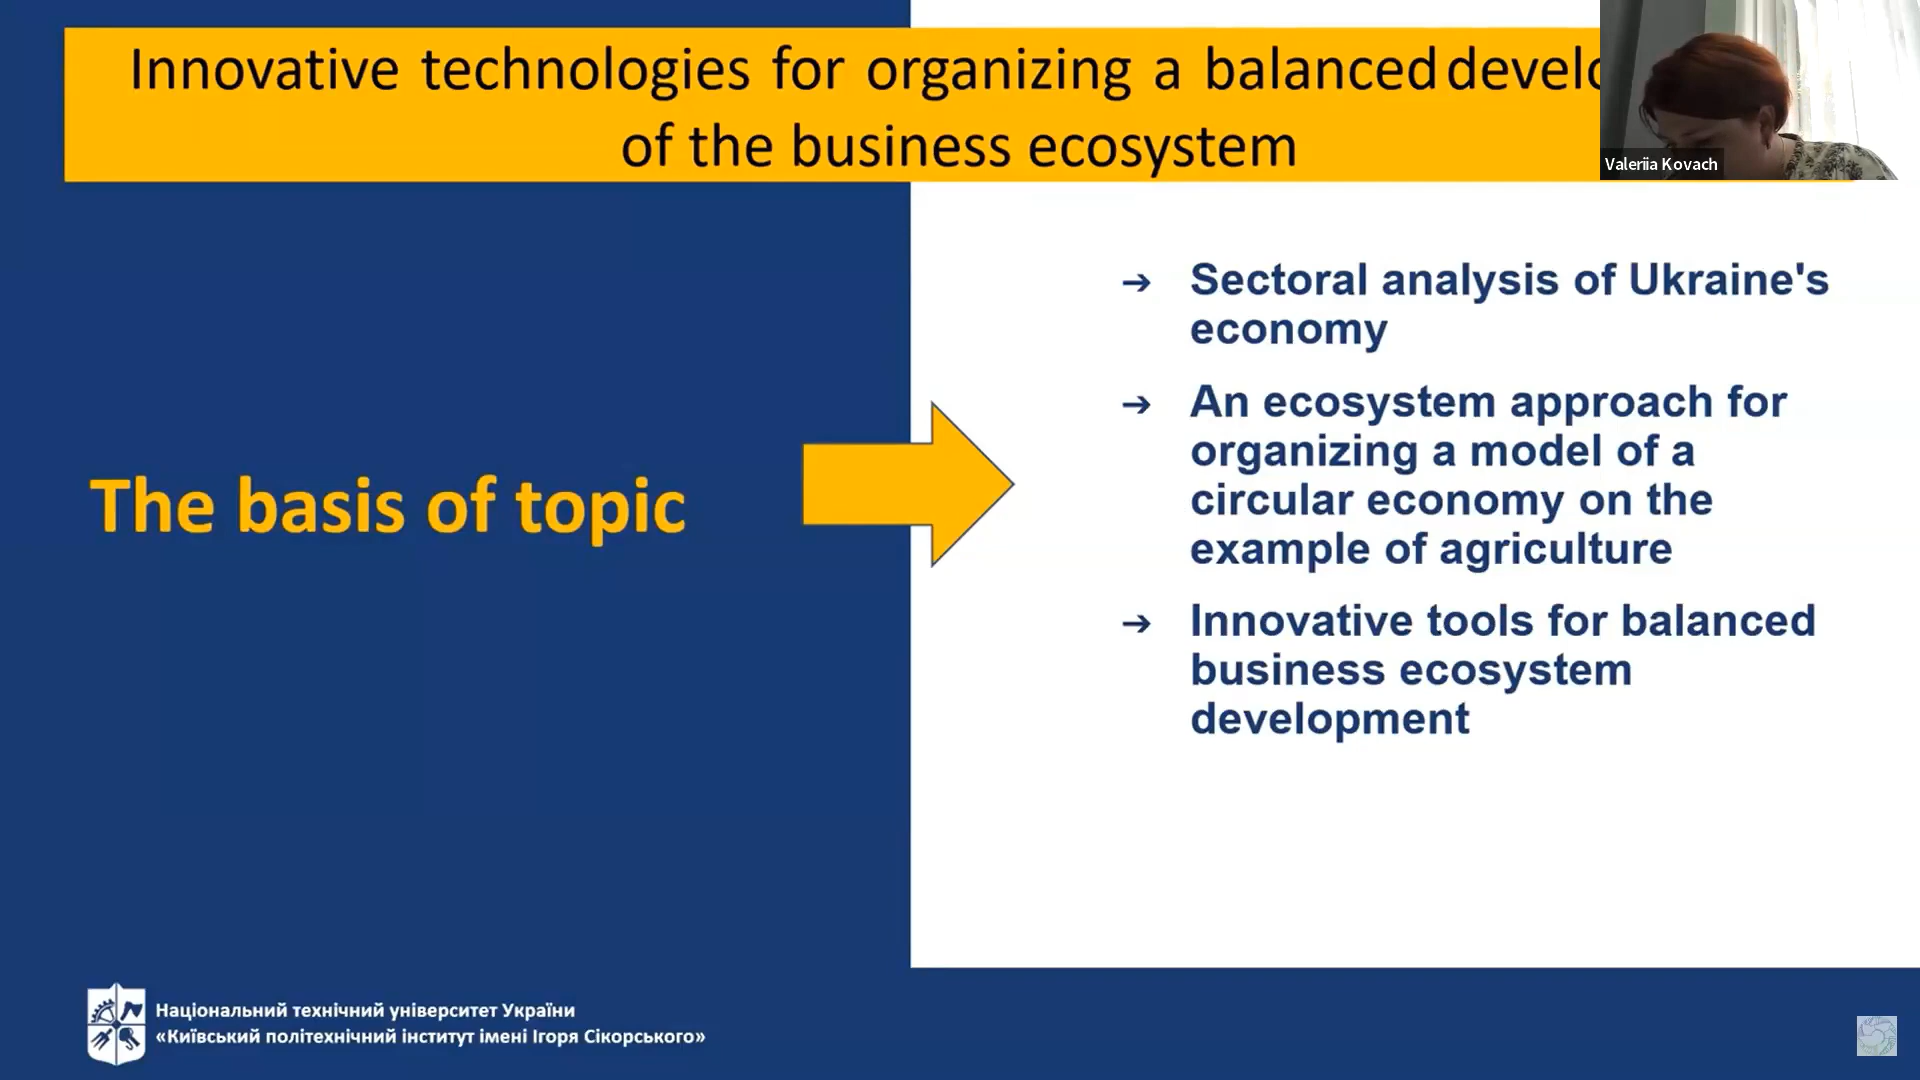 Innovative technologies for organizing a balanced
of the business ecosystem
Valeriia Kovach
The basis of topic
➔ Sectoral analysis of Ukraine's
economy
➔ An ecosystem approach for
organizing a model of a
circular economy on the
example of agriculture
➔ Innovative tools for balanced
business ecosystem
development
Національний технічний університет України
«Київський політехнічний інститут імені Ігоря Сікорського»